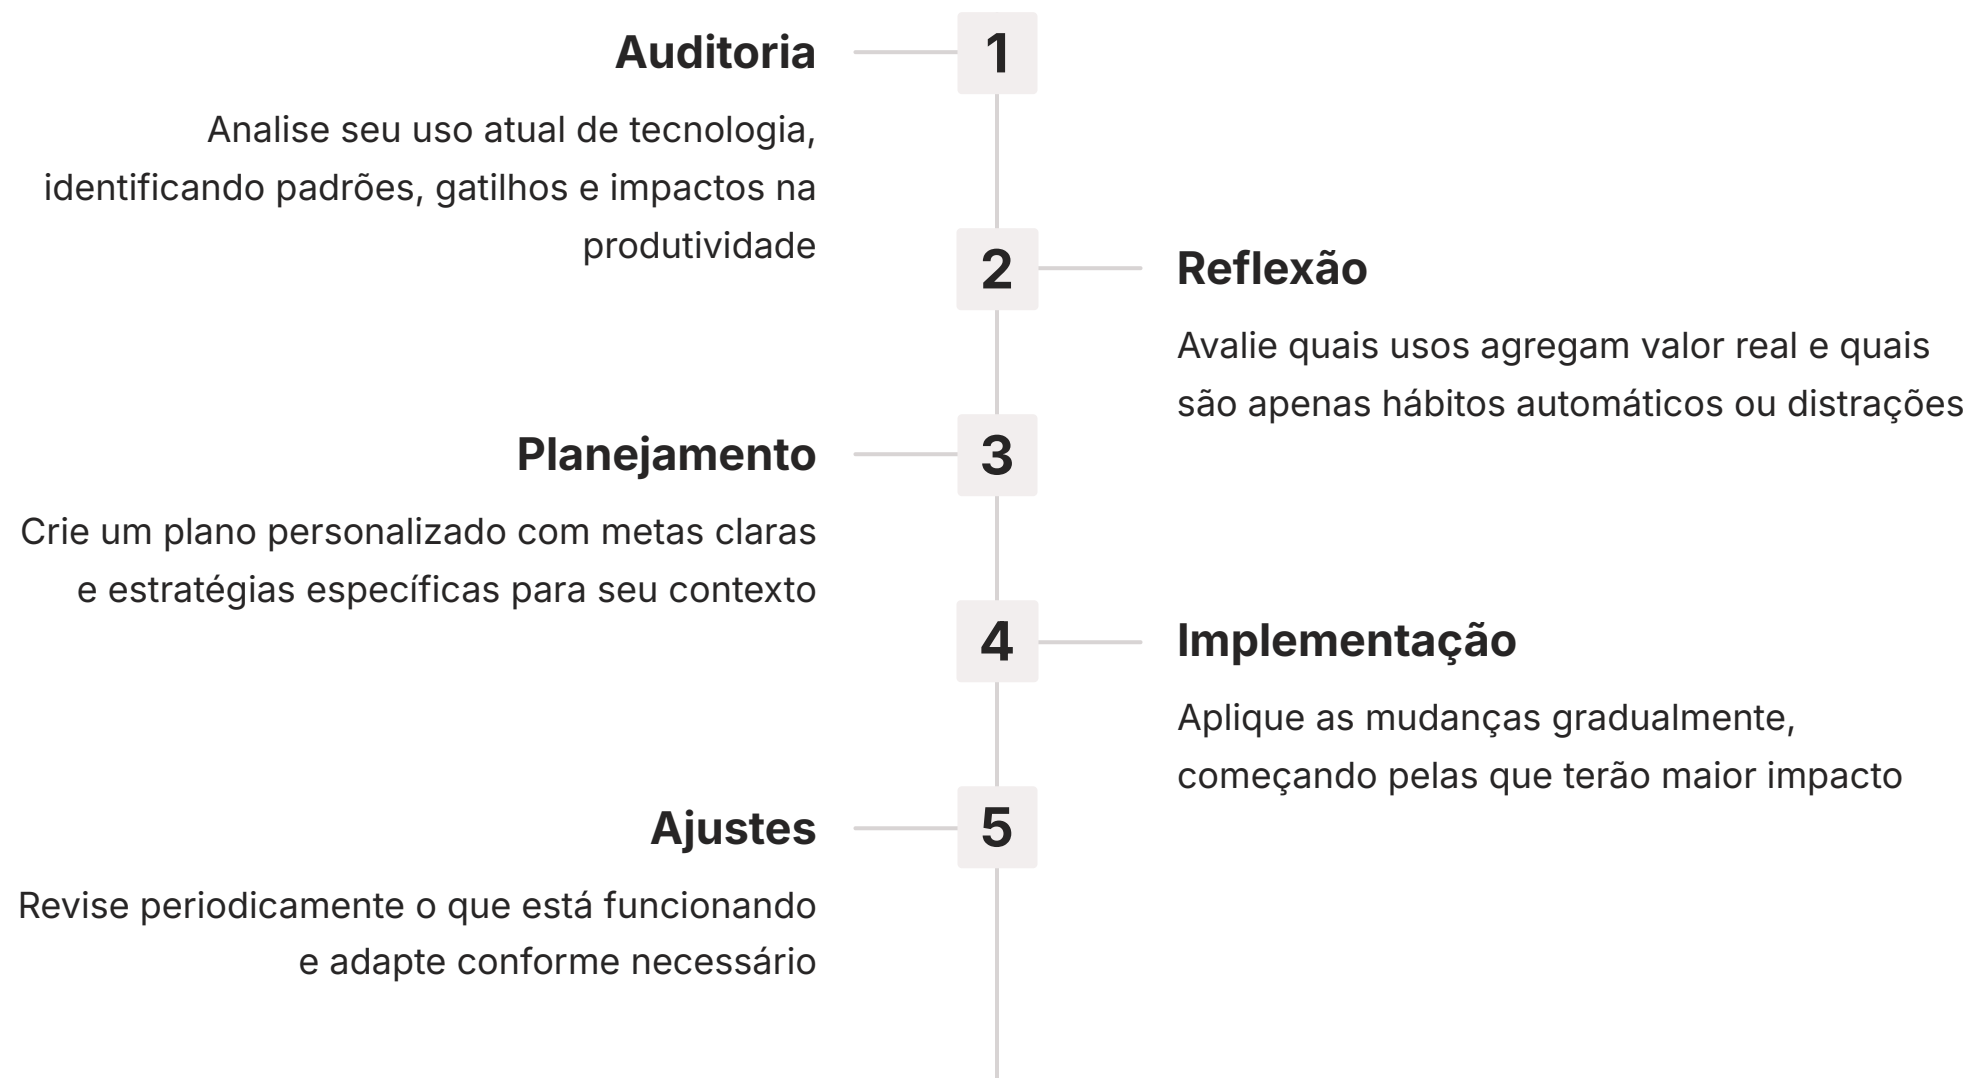 1
Auditoria
Analise seu uso atual de tecnologia,
identificando padrões, gatilhos e impactos na
produtividade
2
Reflexão
Avalie quais usos agregam valor real e quais
são apenas hábitos automáticos ou distrações
3
Planejamento
Crie um plano personalizado com metas claras
e estratégias específicas para seu contexto
4
Implementação
Aplique as mudanças gradualmente,
começando pelas que terão maior impacto
5
Ajustes
Revise periodicamente o que está funcionando
e adapte conforme necessário